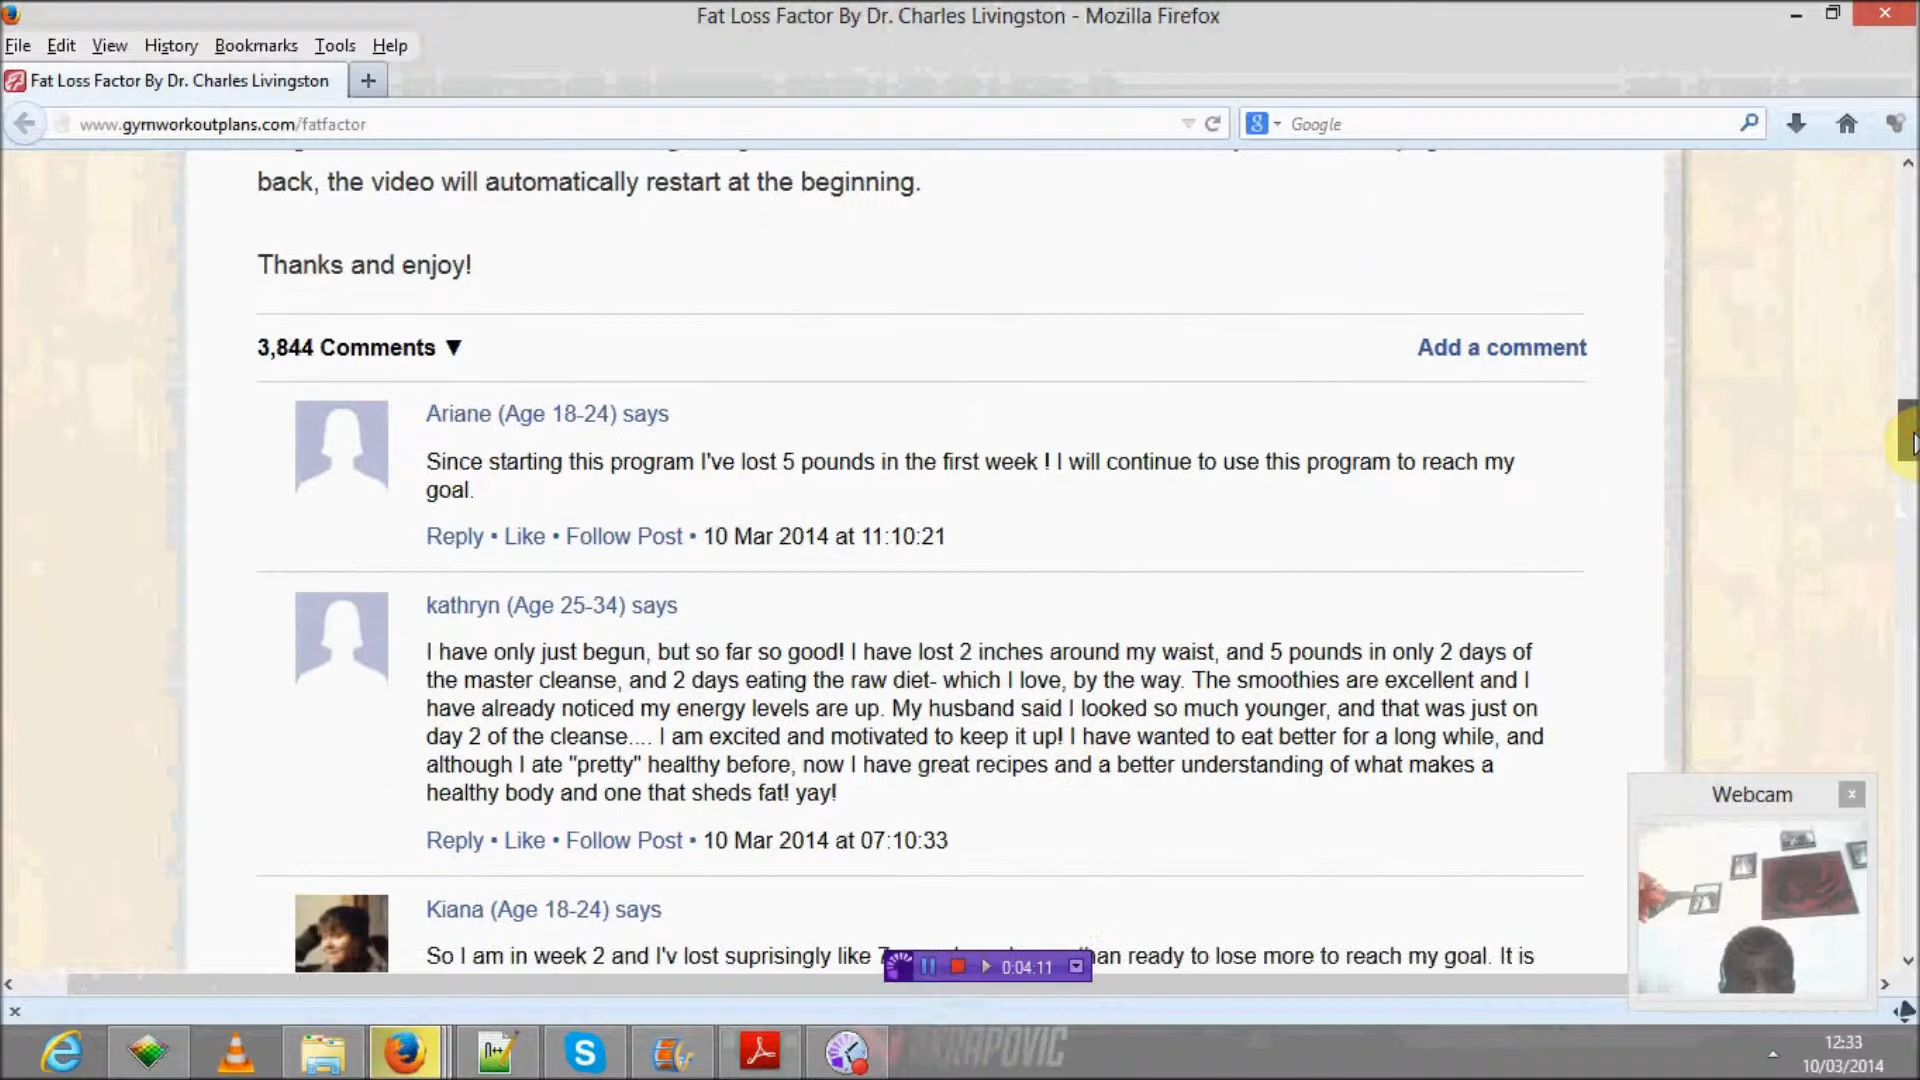 Fat Loss Factor By Dr. Charles Livingston - Mozilla Firefox
File Edit View History Bookmarks Tools Help
Fat Loss Factor By Dr. Charles Livingston
www.gymworkoutplans.com/fatfactor
Google
back, the video will automatically restart at the beginning.
Thanks and enjoy!
3,844 Comments ▼ Add a comment
Ariane (Age 18-24) says
Since starting this program I've lost 5 pounds in the first week ! I will continue to use this program to reach my
goal.
Reply • Like • Follow Post • 10 Mar 2014 at 11:10:21
kathryn (Age 25-34) says
I have only just begun, but so far so good! I have lost 2 inches around my waist, and 5 pounds in only 2 days of
the master cleanse, and 2 days eating the raw diet- which I love, by the way. The smoothies are excellent and I
have already noticed my energy levels are up. My husband said I looked so much younger, and that was just on
day 2 of the cleanse.... I am excited and motivated to keep it up! I have wanted to eat better for a long while, and
although I ate "pretty" healthy before, now I have great recipes and a better understanding of what makes a
healthy body and one that sheds fat! yay!
Reply • Like • Follow Post • 10 Mar 2014 at 07:10:33
Webcam
Kiana (Age 18-24) says
So I am in week 2 and I'v lost suprisingly like ready to lose more to reach my goal. It is
0:04:11
12:33
10/03/2014